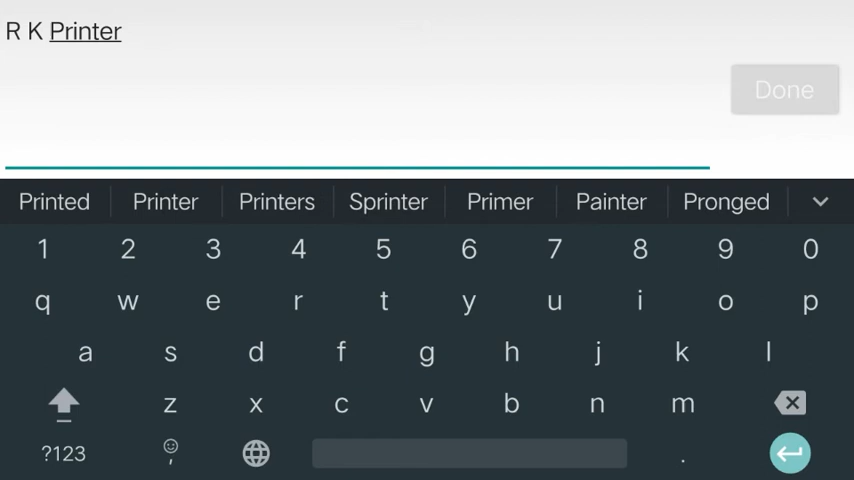 R K Printer
Done
Printed Printer Printers Sprinter Primer Painter Pronged
1 2 3 4 5 6 7 8 9 0
q w e r t y u i o p
a s d f g h j k l
z x c v b n m
?123 , .